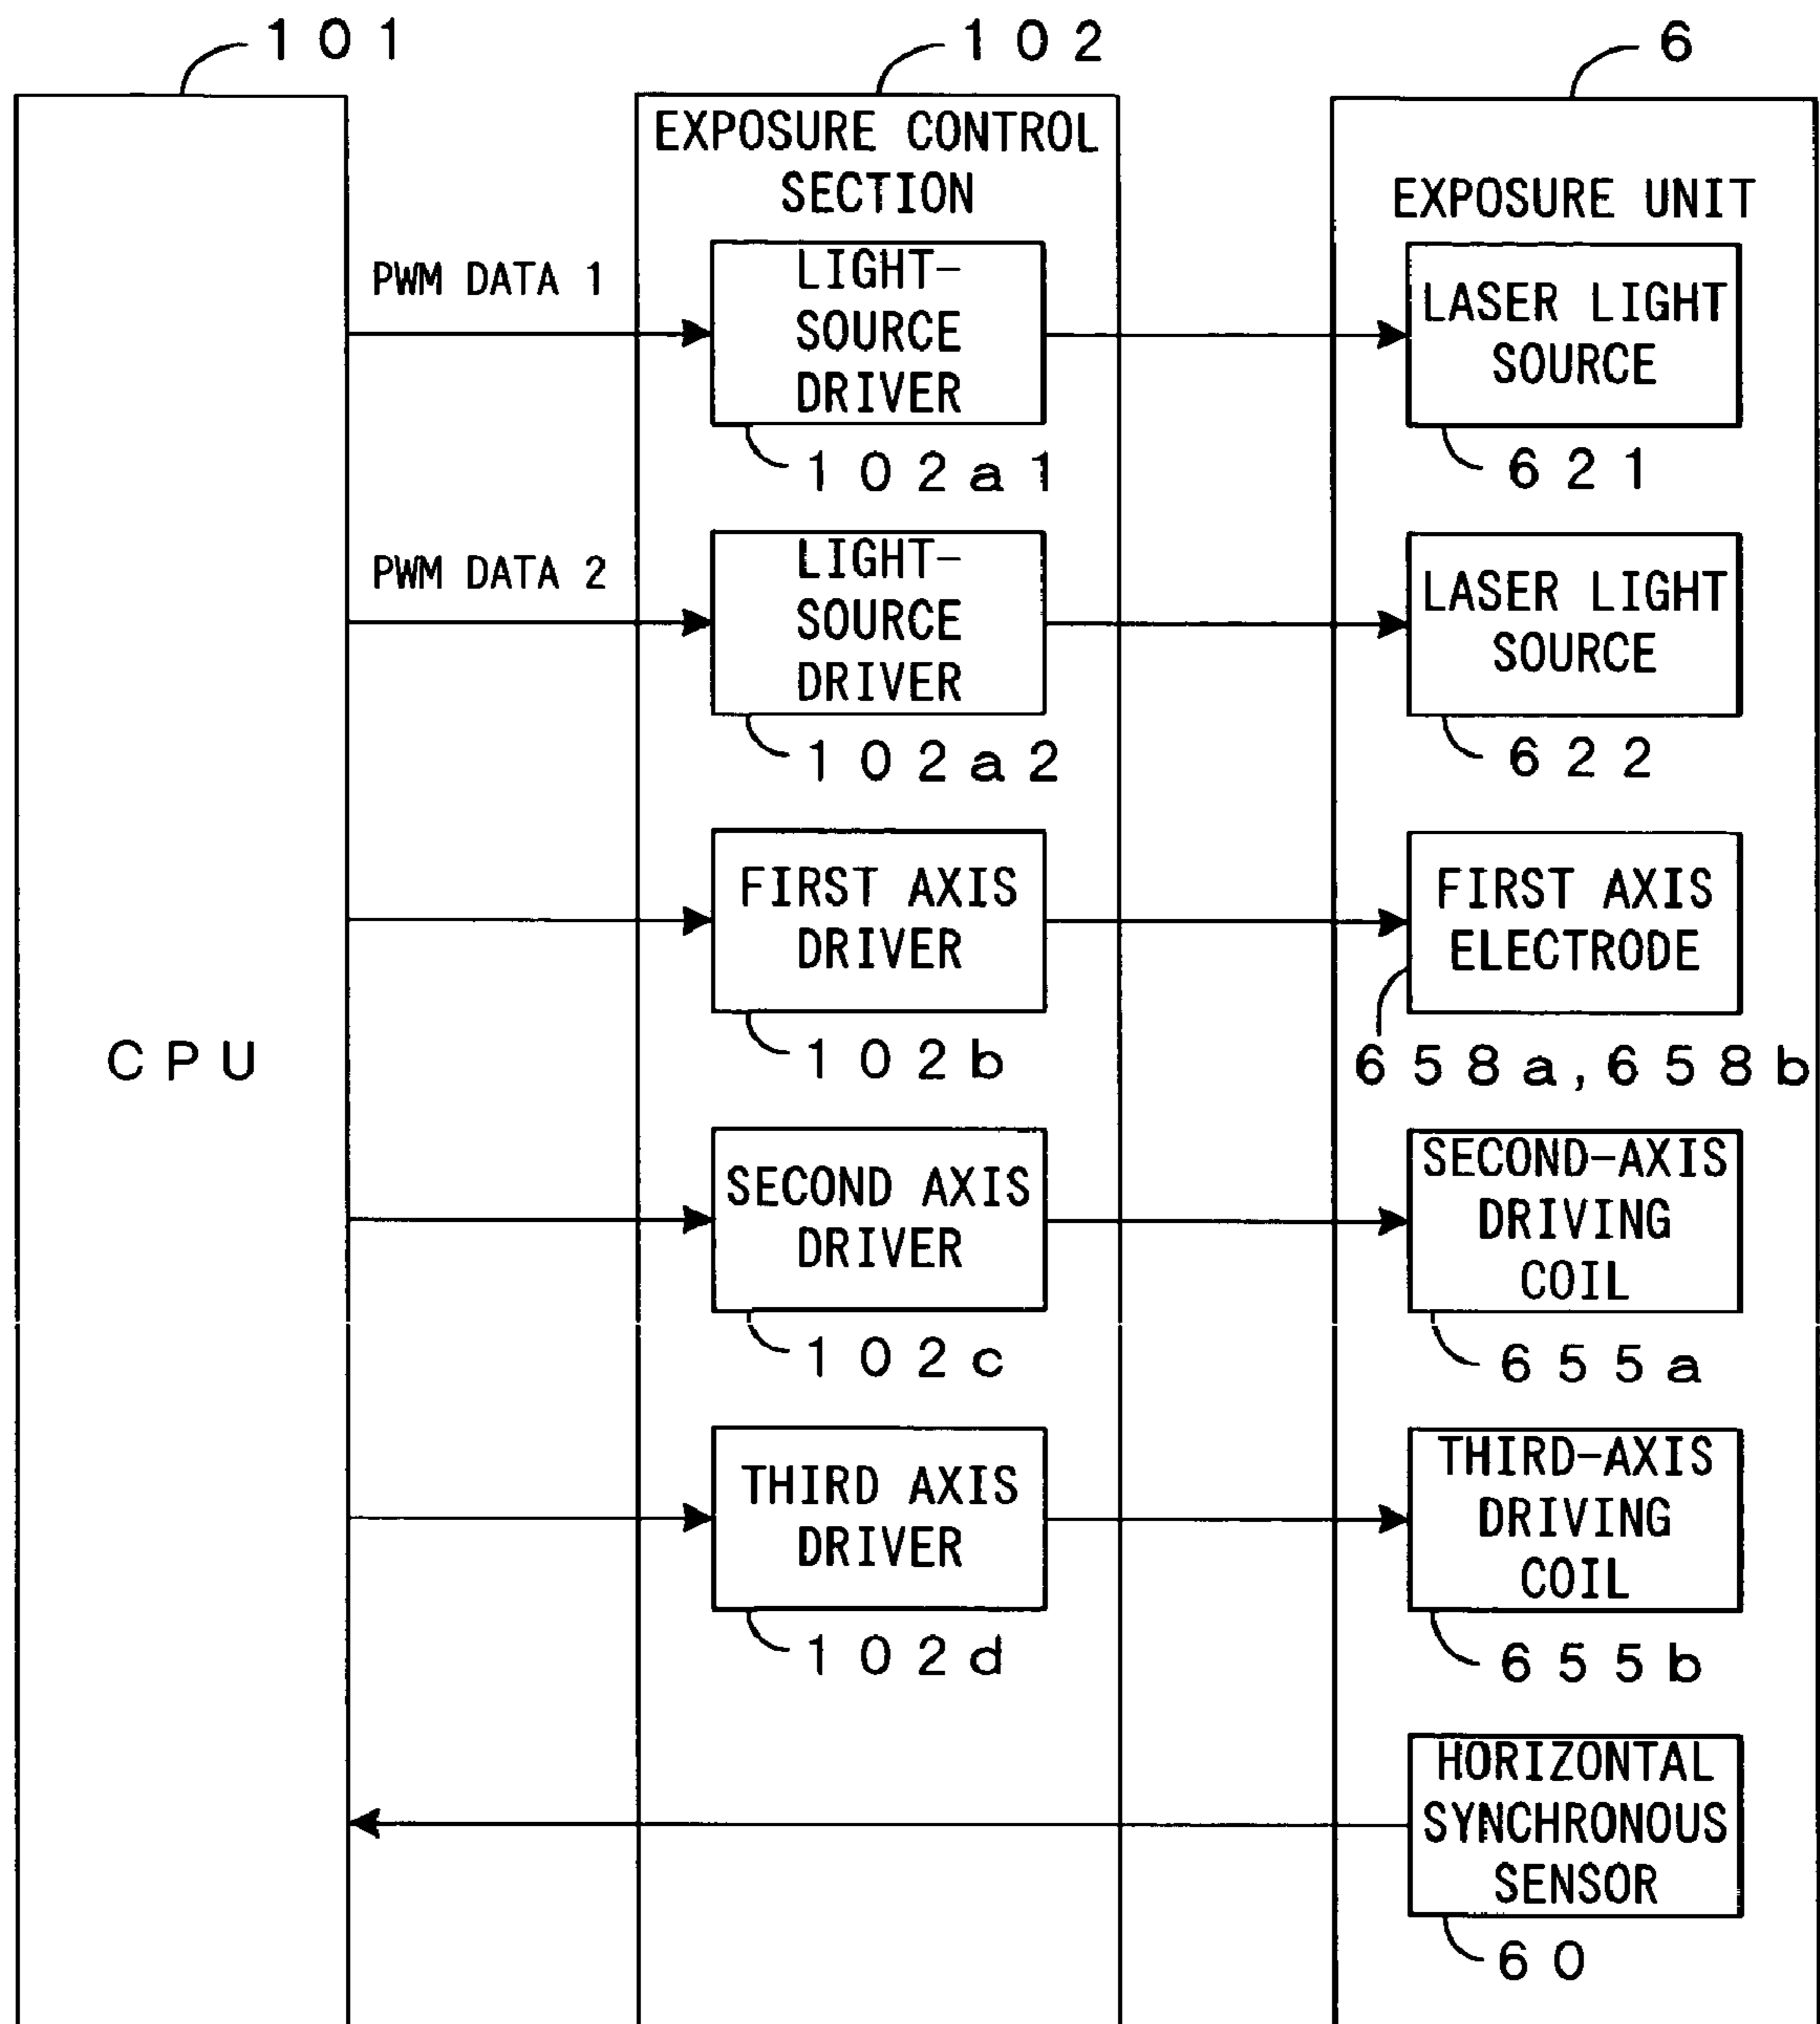 101
102
6
EXPOSURE CONTROL
SECTION
EXPOSURE UNIT
PWM DATA 1
LIGHT-
SOURCE
DRIVER
LASER LIGHT
SOURCE
102a1
621
PWM DATA 2
LIGHT-
SOURCE
DRIVER
LASER LIGHT
SOURCE
102a2
622
FIRST AXIS
DRIVER
FIRST AXIS
ELECTRODE
CPU
102b
658a,658b
SECOND AXIS
DRIVER
SECOND-AXIS
DRIVING
COIL
102c
655a
THIRD AXIS
DRIVER
THIRD-AXIS
DRIVING
COIL
102d
655b
HORIZONTAL
SYNCHRONOUS
SENSOR
60